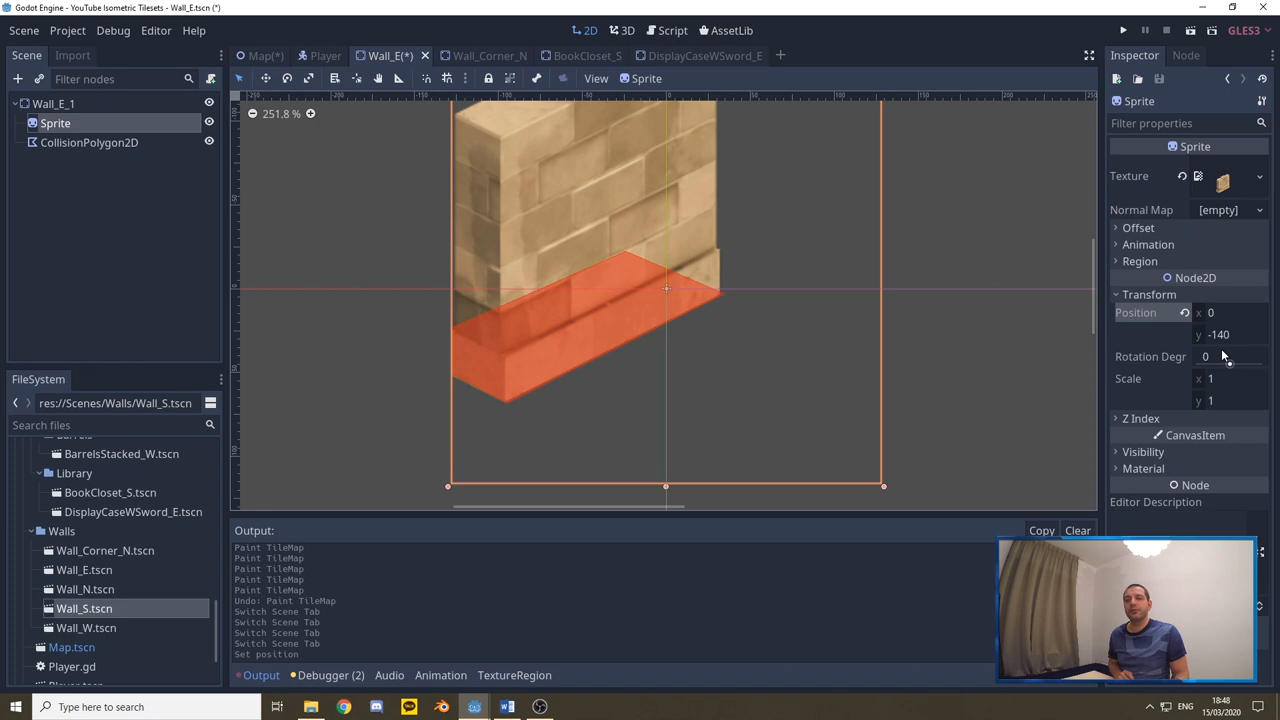 Godot Engine - YouTube Isometric Tilesets - Wall_E.tscn (*)
Scene Project Debug Editor Help
2D 3D Script AssetLib
GLES3
Scene Import
Map(*) Player Wall_E(*) Wall_Corner_N BookCloset_S DisplayCaseWSword_E
Inspector Node
Filter nodes
View Sprite
Wall_E_1
Sprite
CollisionPolygon2D
251.8 %
Sprite
Filter properties
Sprite
Texture
Normal Map [empty]
Offset
Animation
Region
Node2D
Transform
Position x 0
y -140
Rotation Degr 0
Scale x 1
y 1
Z Index
CanvasItem
Visibility
Material
Node
Editor Description
FileSystem
res://Scenes/Walls/Wall_S.tscn
Search files
BarrelsStacked_W.tscn
Library
BookCloset_S.tscn
DisplayCaseWSword_E.tscn
Walls
Wall_Corner_N.tscn
Wall_E.tscn
Wall_N.tscn
Wall_S.tscn
Wall_W.tscn
Map.tscn
Player.gd
Output:
Copy Clear
Paint TileMap
Paint TileMap
Paint TileMap
Paint TileMap
Paint TileMap
Undo: Paint TileMap
Switch Scene Tab
Switch Scene Tab
Switch Scene Tab
Switch Scene Tab
Set position
Output Debugger (2) Audio Animation TextureRegion
Type here to search
ENG
18:48
15/03/2020